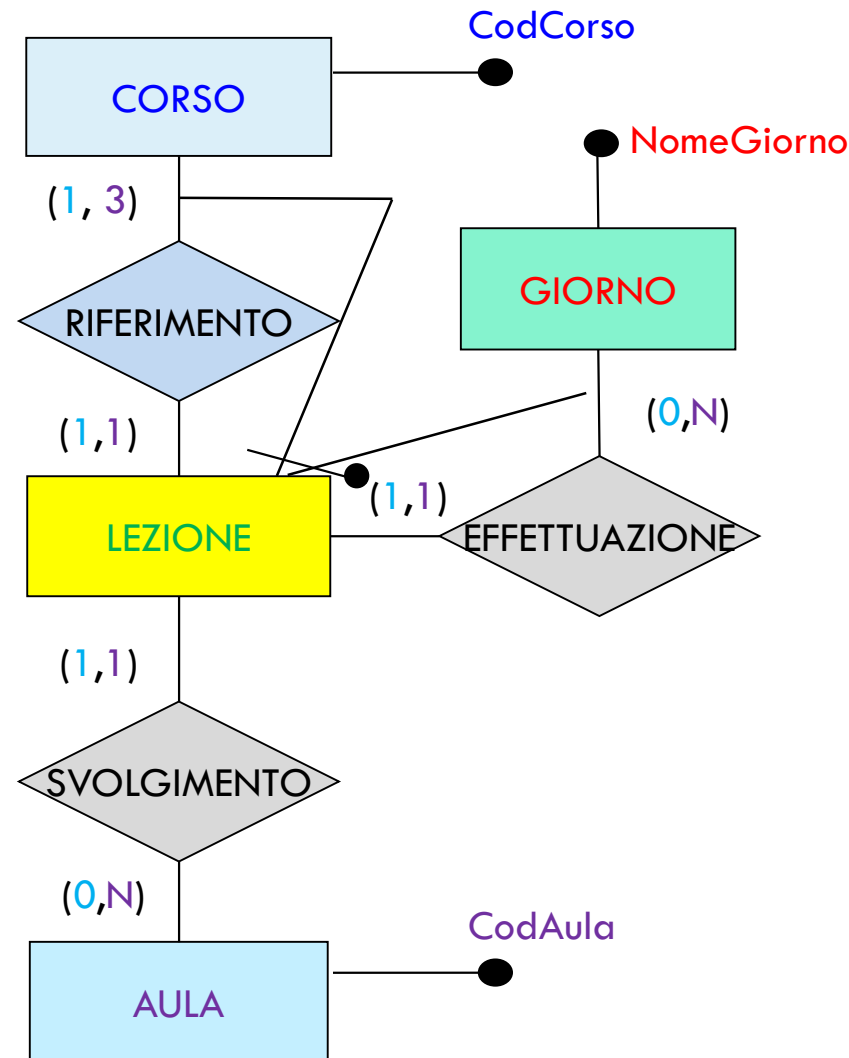 CodCorso
CORSO
NomeGiorno
(1, 3)
GIORNO
RIFERIMENTO
(0,N)
(1,1)
(1,1)
LEZIONE
EFFETTUAZIONE
(1,1)
SVOLGIMENTO
(0,N)
CodAula
AULA